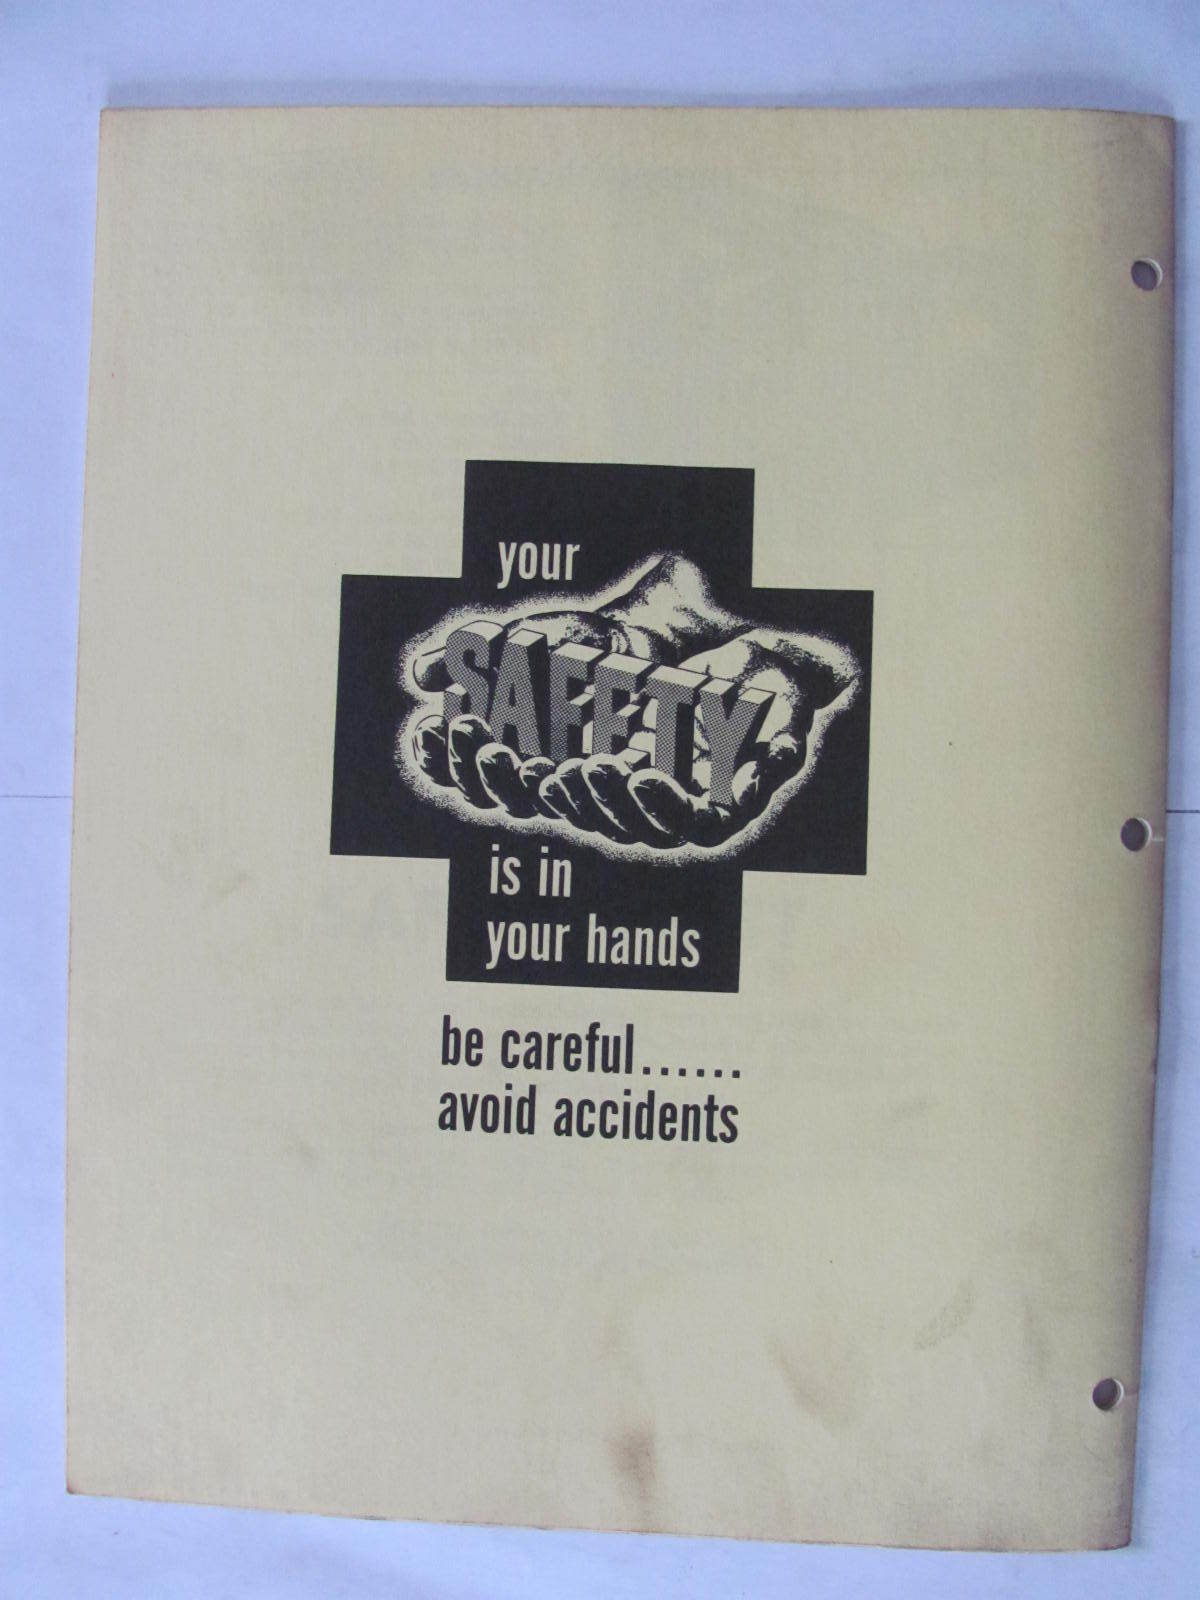 your
SAFETY
is in
your hands
be careful......
avoid accidents